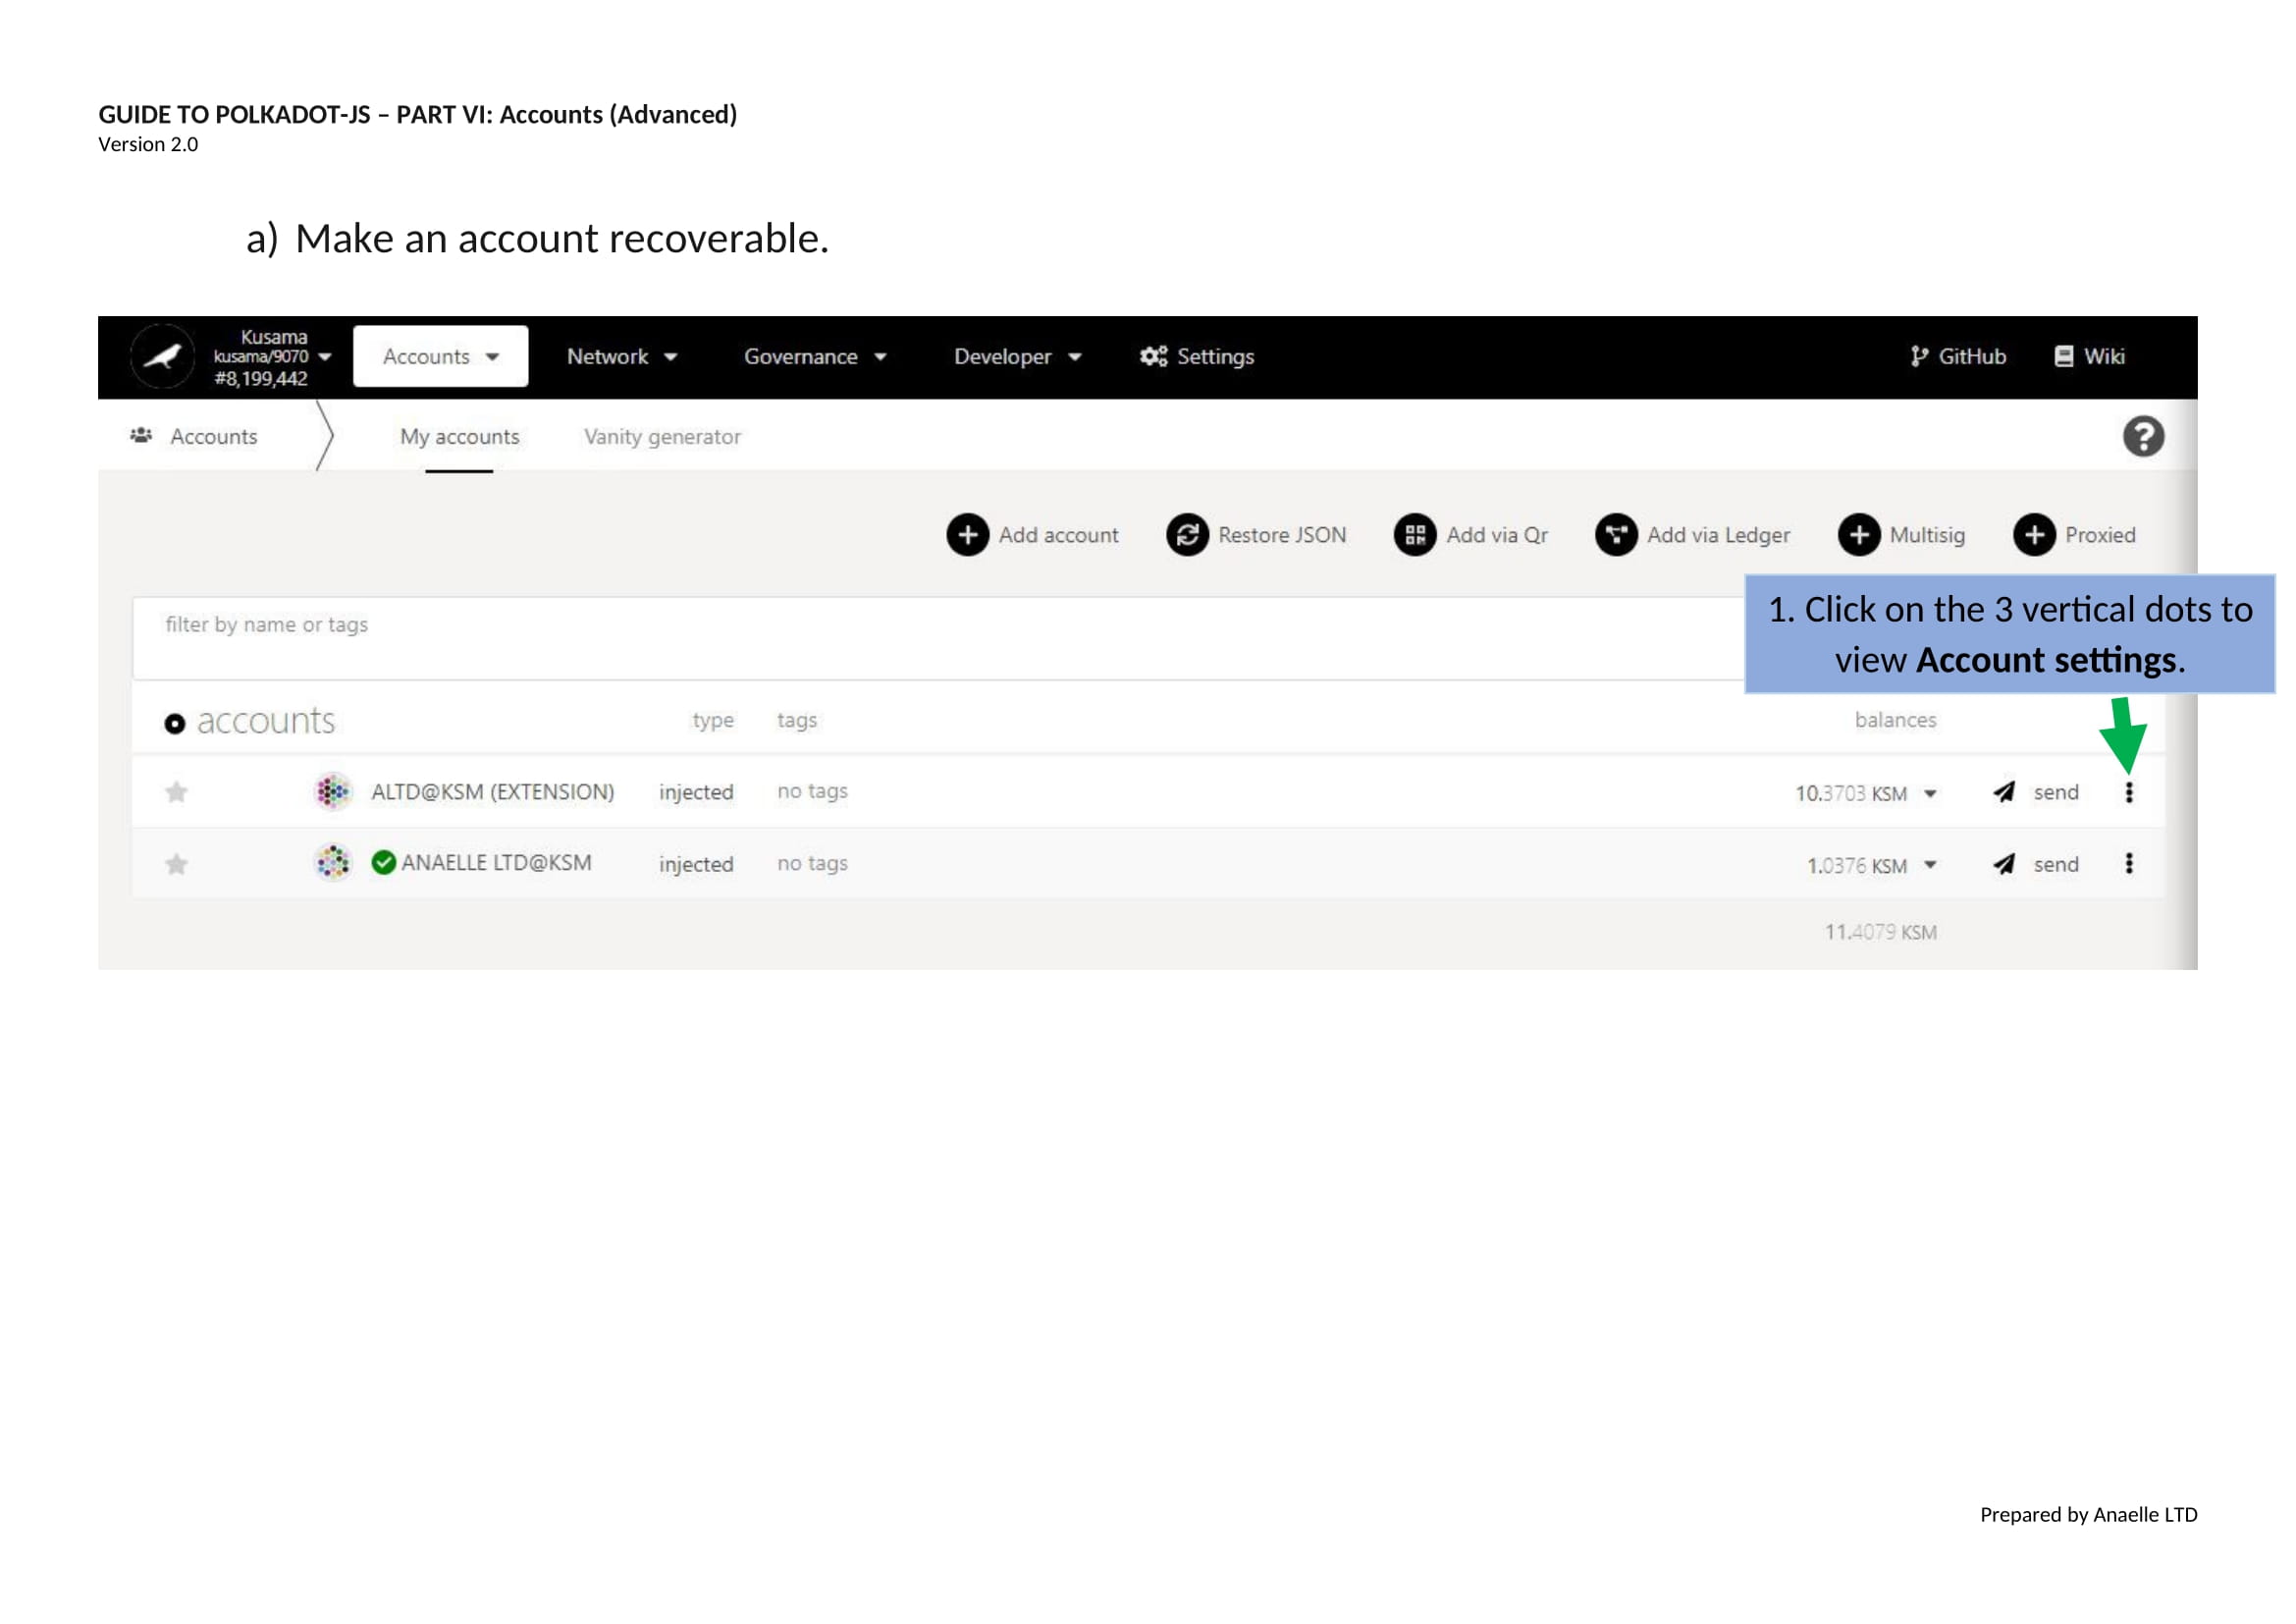 GUIDE TO POLKADOT-JS – PART VI: Accounts (Advanced)
Version 2.0
a) Make an account recoverable.
Kusama
kusama/9070
#8,199,442
Accounts
Network
Governance
Developer
Settings
GitHub
Wiki
Accounts
My accounts
Vanity generator
Add account
Restore JSON
Add via Qr
Add via Ledger
Multisig
Proxied
filter by name or tags
1. Click on the 3 vertical dots to
view Account settings.
accounts type tags balances
ALTD@KSM (EXTENSION) injected no tags 10.3703 KSM send
ANAELLE LTD@KSM injected no tags 1.0376 KSM send
11.4079 KSM
Prepared by Anaelle LTD